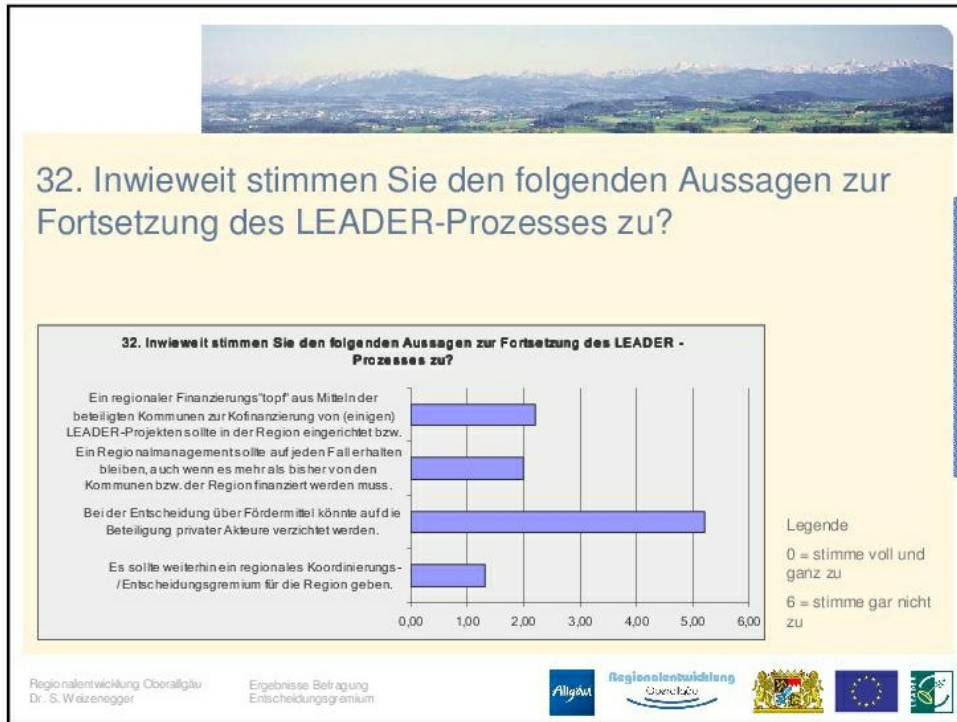 32. Inwieweit stimmen Sie den folgenden Aussagen zur
Fortsetzung des LEADER-Prozesses zu?
32. Inwieweit stimmen Sie den folgenden Aussagen zur Fortsetzung des LEADER -
Prozesses zu?
Ein regionaler Finanzierungs"topf" aus Mitteln der
beteiligten Kommunen zur Kofinanzierung von (einigen)
LEADER-Projekten sollte in der Region eingerichtet bzw.
Ein Regionalmanagement sollte auf jeden Fall erhalten
bleiben, auch wenn es mehr als bisher von den
Kommunen bzw. der Region finanziert werden muss.
Bei der Entscheidung über Fördermittel könnte auf die
Beteiligung privater Akteure verzichtet werden.
Es sollte weiterhin ein regionales Koordinierungs-
/Entscheidungsgremium für die Region geben.
0,00 1,00 2,00 3,00 4,00 5,00 6,00
Legende
0 = stimme voll und
ganz zu
6 = stimme gar nicht
zu
Regionalentwicklung Oberallgäu
Dr. S. Weizenegger
Ergebnisse Befragung
Entscheidungsgremium
Allgäu
Regionalentwicklung
Oberallgäu
LEADER